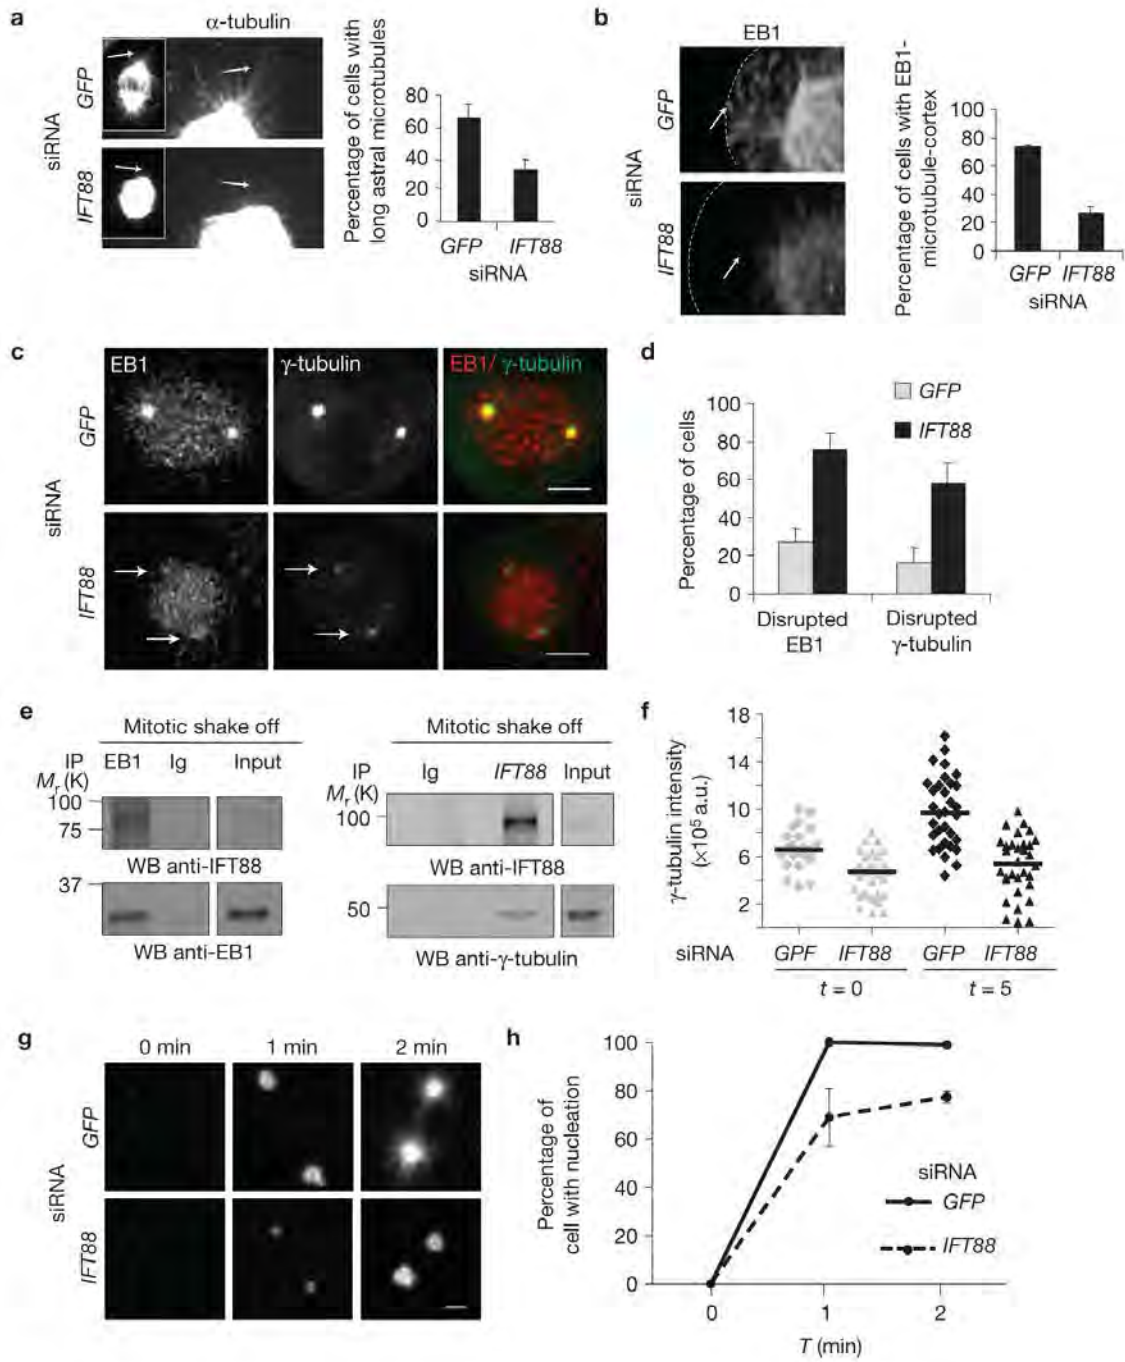 a
α-tubulin
siRNA
GFP
IFT88
Percentage of cells with
long astral microtubules
80
60
40
20
0
GFP IFT88
siRNA
b
EB1
siRNA
GFP
IFT88
Percentage of cells with EB1-
microtubule-cortex
100
80
60
40
20
0
GFP IFT88
siRNA
c
EB1
γ-tubulin
EB1/ γ-tubulin
siRNA
GFP
IFT88
d
Percentage of cells
100
80
60
40
20
0
GFP
IFT88
Disrupted
EB1
Disrupted
γ-tubulin
e
Mitotic shake off
IP EB1 Ig Input
Mr (K)
100
75
WB anti-IFT88
37
WB anti-EB1
Mitotic shake off
IP Ig IFT88 Input
Mr (K)
100
WB anti-IFT88
50
WB anti-γ-tubulin
f
γ-tubulin intensity
(×10⁵ a.u.)
18
14
10
6
2
siRNA GPF IFT88 GFP IFT88
t = 0 t = 5
g
0 min 1 min 2 min
siRNA
GFP
IFT88
h
Percentage of
cell with nucleation
100
80
60
40
20
0
siRNA
GFP
IFT88
0 1 2
T (min)